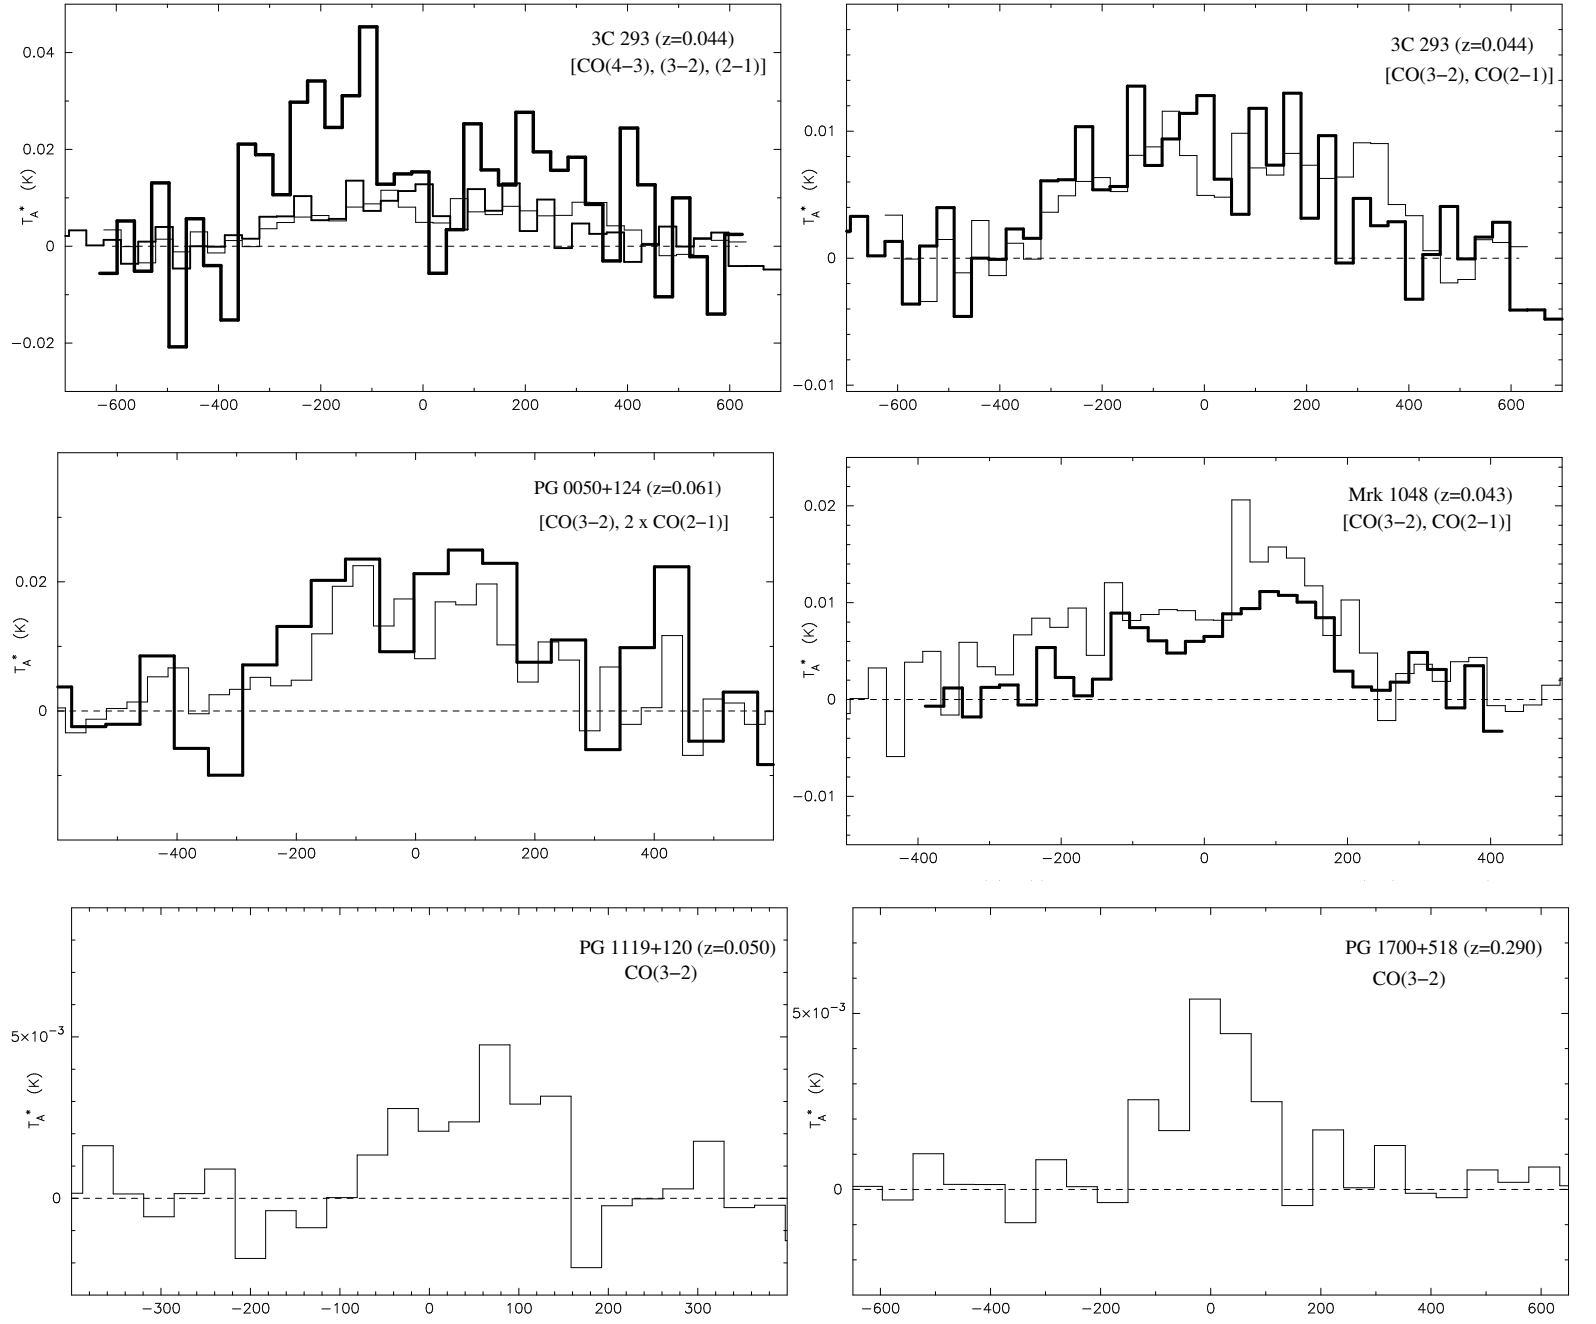 3C 293 (z=0.044)
[CO(4−3), (3−2), (2−1)]
0.04
0.02
0
−0.02
T_A* (K)
−600 −400 −200 0 200 400 600
3C 293 (z=0.044)
[CO(3−2), CO(2−1)]
0.01
0
−0.01
T_A* (K)
−600 −400 −200 0 200 400 600
PG 0050+124 (z=0.061)
[CO(3−2), 2 x CO(2−1)]
0.02
0
T_A* (K)
−400 −200 0 200 400
Mrk 1048 (z=0.043)
[CO(3−2), CO(2−1)]
0.02
0.01
0
−0.01
T_A* (K)
−400 −200 0 200 400
PG 1119+120 (z=0.050)
CO(3−2)
5×10⁻³
0
T_A* (K)
−300 −200 −100 0 100 200 300
PG 1700+518 (z=0.290)
CO(3−2)
5×10⁻³
0
T_A* (K)
−600 −400 −200 0 200 400 600